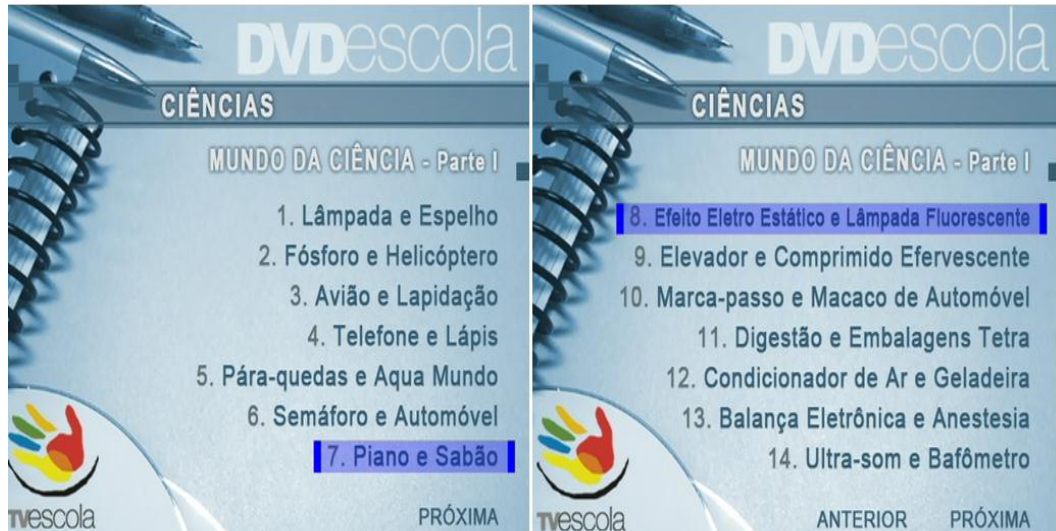 DVDescola
CIÊNCIAS
MUNDO DA CIÊNCIA - Parte I
1. Lâmpada e Espelho
2. Fósforo e Helicóptero
3. Avião e Lapidação
4. Telefone e Lápis
5. Pára-quedas e Aqua Mundo
6. Semáforo e Automóvel
7. Piano e Sabão
PRÓXIMA
TVescola
DVDescola
CIÊNCIAS
MUNDO DA CIÊNCIA - Parte I
8. Efeito Eletro Estático e Lâmpada Fluorescente
9. Elevador e Comprimido Efervescente
10. Marca-passo e Macaco de Automóvel
11. Digestão e Embalagens Tetra
12. Condicionador de Ar e Geladeira
13. Balança Eletrônica e Anestesia
14. Ultra-som e Bafômetro
ANTERIOR PRÓXIMA
TVescola